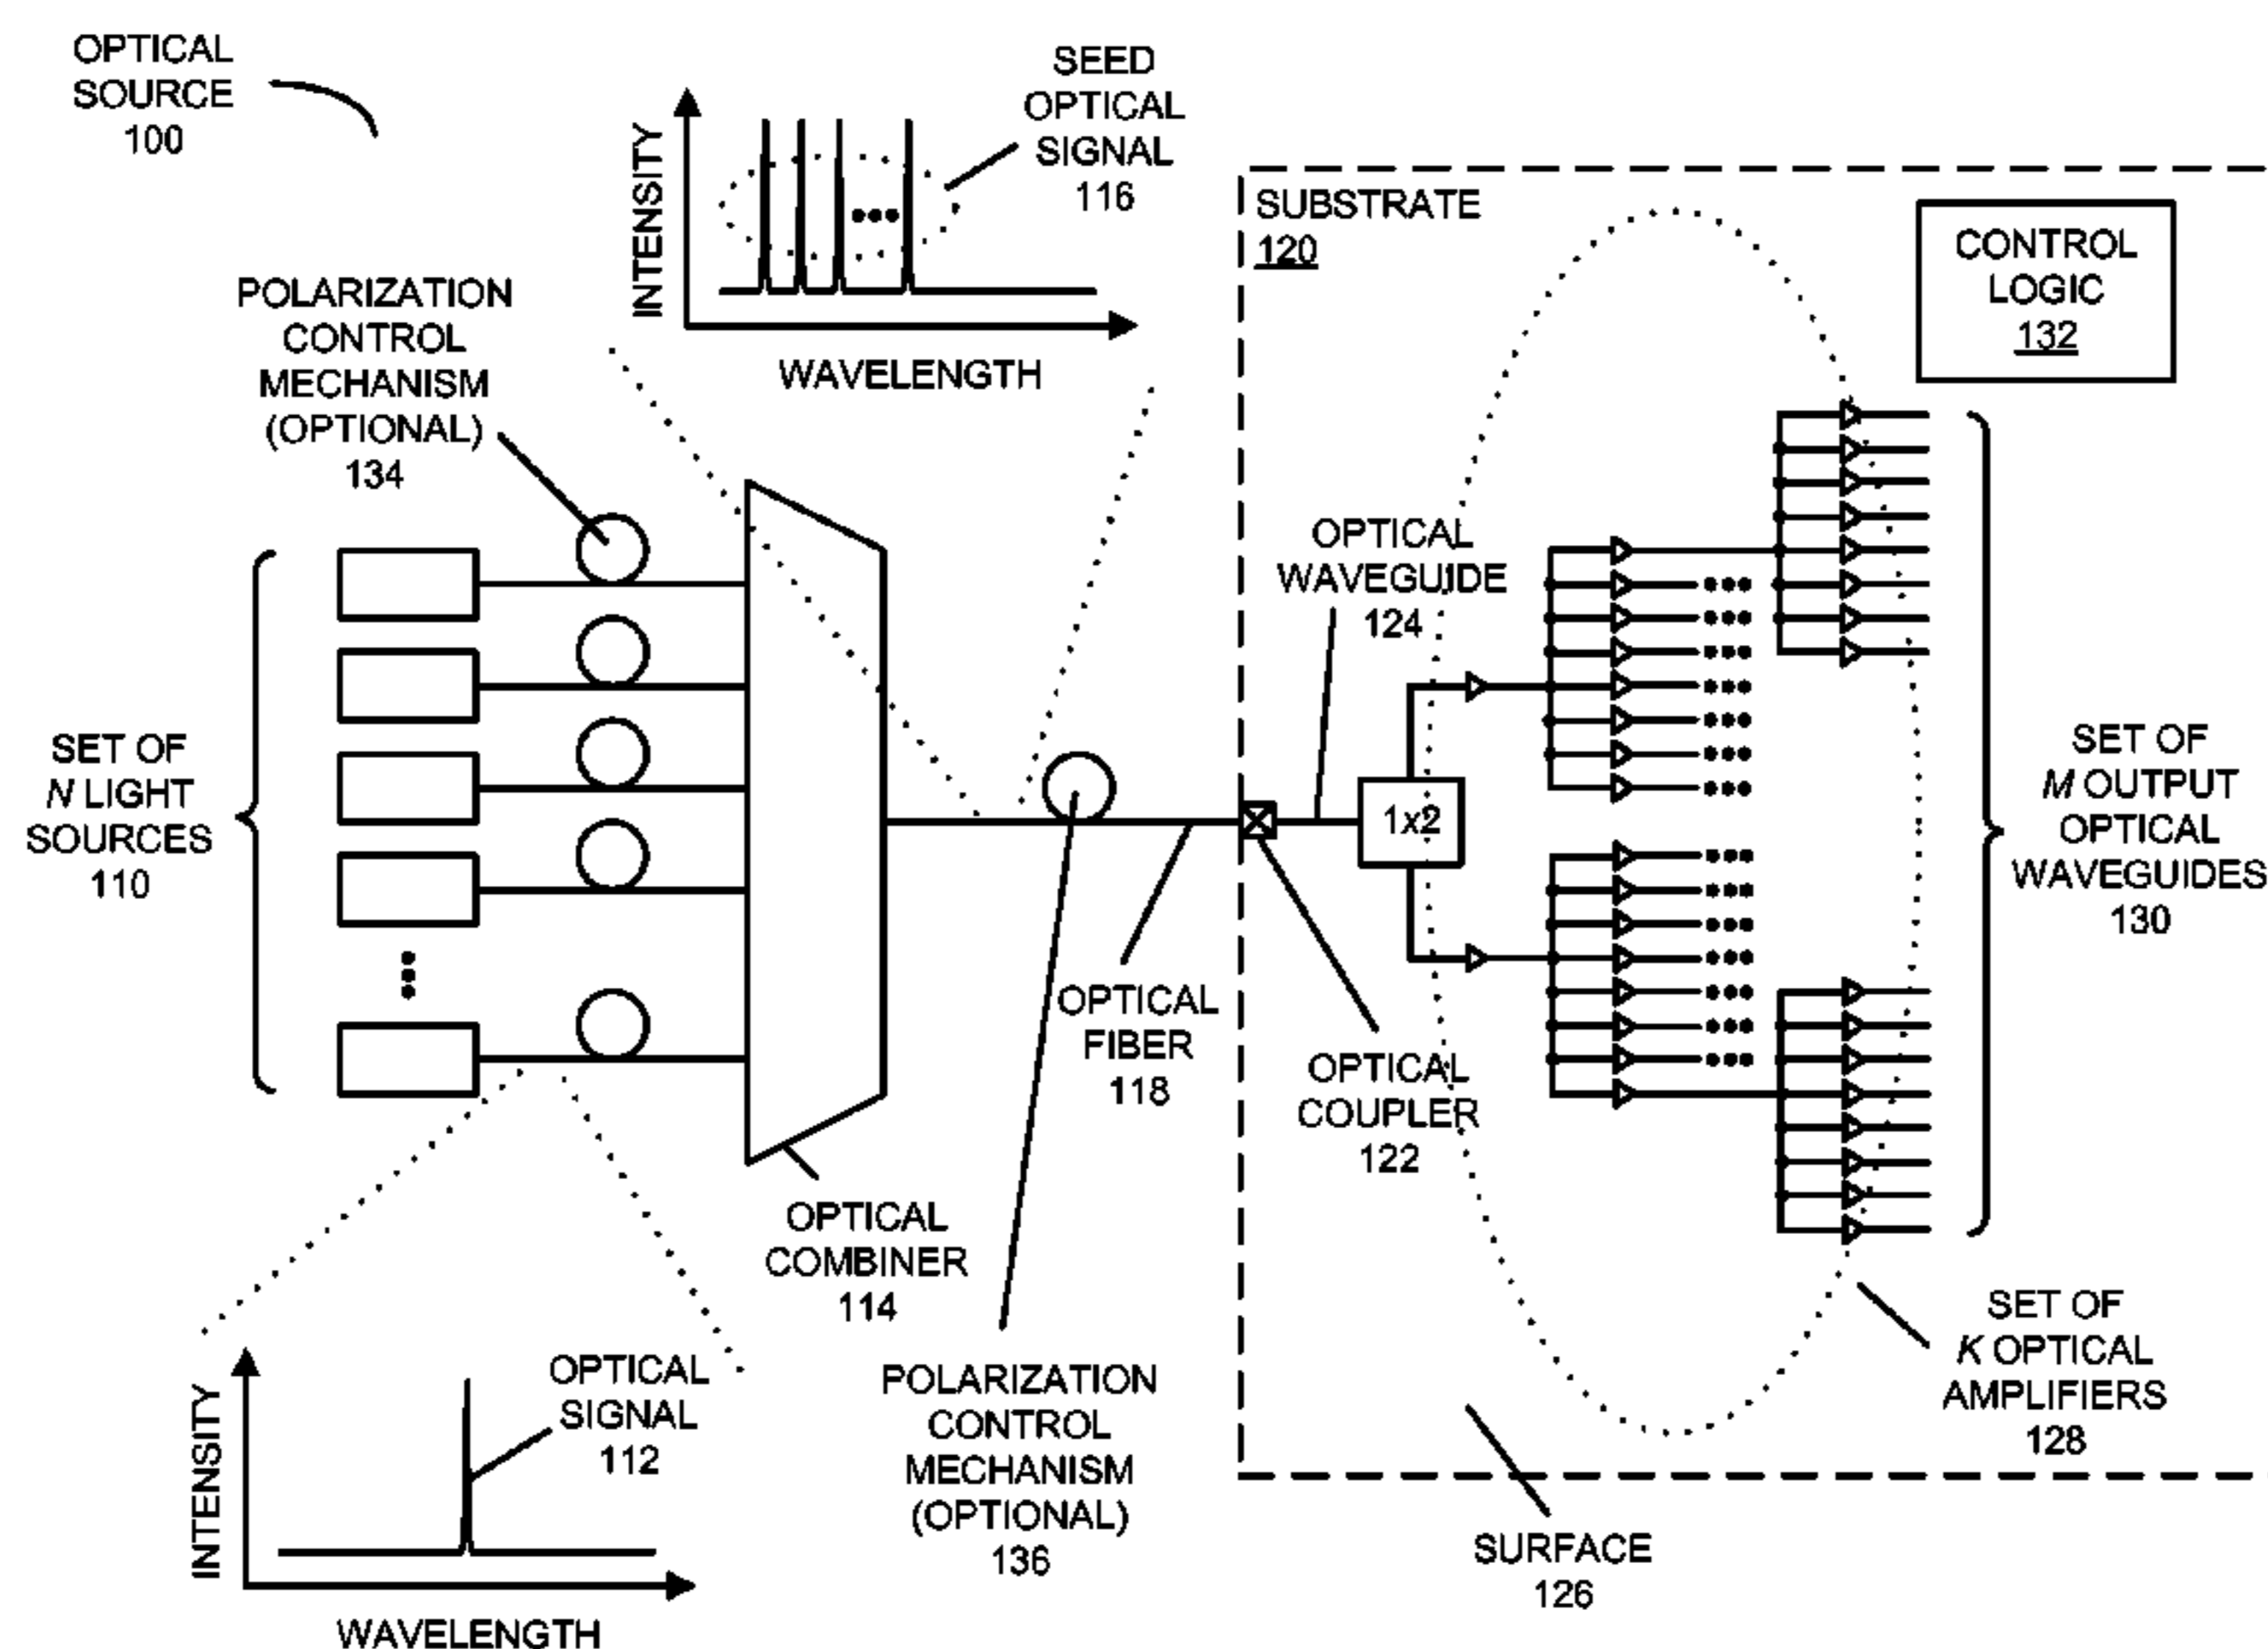 OPTICAL
SOURCE
100
SEED
OPTICAL
SIGNAL
116
INTENSITY
WAVELENGTH
POLARIZATION
CONTROL
MECHANISM
(OPTIONAL)
134
SUBSTRATE
120
CONTROL
LOGIC
132
OPTICAL
WAVEGUIDE
124
1x2
SET OF
N LIGHT
SOURCES
110
SET OF
M OUTPUT
OPTICAL
WAVEGUIDES
130
OPTICAL
FIBER
118
OPTICAL
COUPLER
122
OPTICAL
COMBINER
114
POLARIZATION
CONTROL
MECHANISM
(OPTIONAL)
136
SET OF
K OPTICAL
AMPLIFIERS
128
SURFACE
126
OPTICAL
SIGNAL
112
INTENSITY
WAVELENGTH